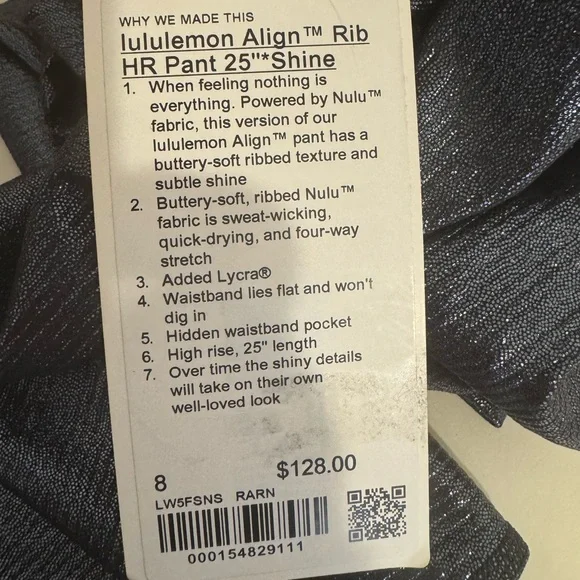 WHY WE MADE THIS
lululemon Align™ Rib
HR Pant 25"*Shine
1. When feeling nothing is
everything. Powered by Nulu™
fabric, this version of our
lululemon Align™ pant has a
buttery-soft ribbed texture and
subtle shine
2. Buttery-soft, ribbed Nulu™
fabric is sweat-wicking,
quick-drying, and four-way
stretch
3. Added Lycra®
4. Waistband lies flat and won't
dig in
5. Hidden waistband pocket
6. High rise, 25" length
7. Over time the shiny details
will take on their own
well-loved look
8 $128.00
LW5FSNS RARN
000154829111